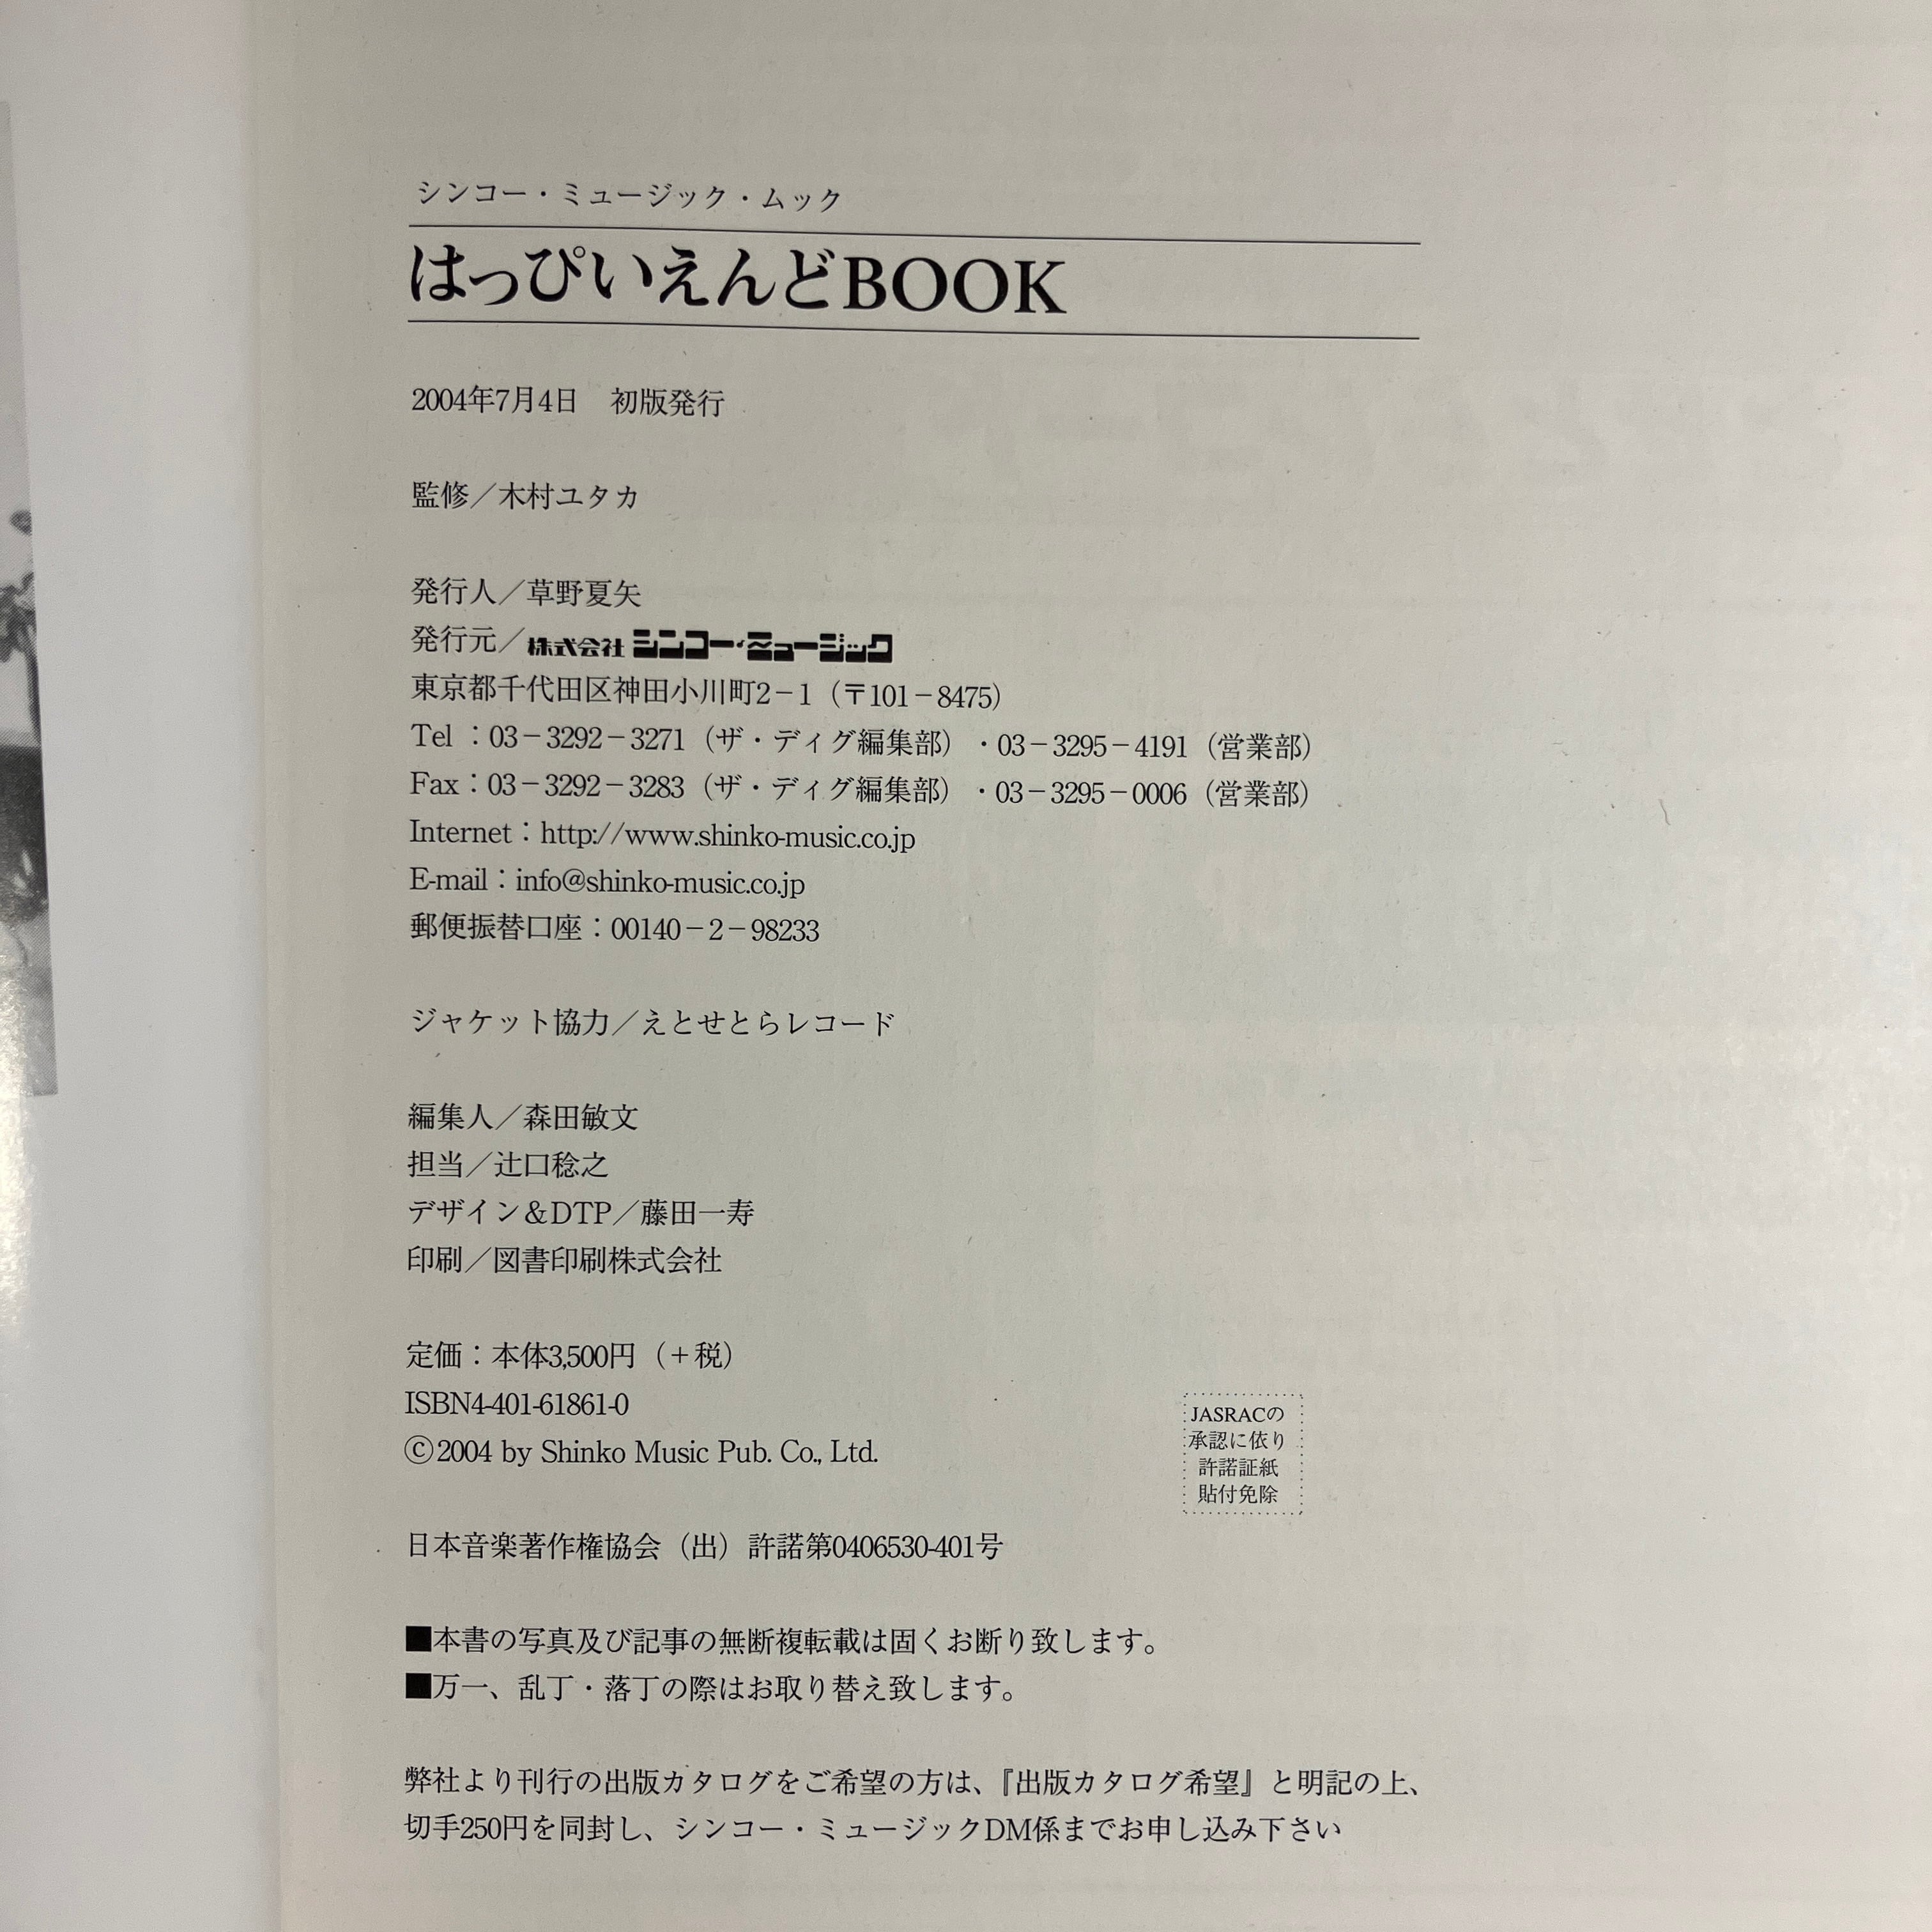 シンコー・ミュージック・ムック
はっぴいえんどBOOK
2004年7月4日　初版発行
監修／木村ユタカ
発行人／草野夏矢
発行元／株式会社 シンコー・ミュージック
東京都千代田区神田小川町2－1（〒101－8475）
Tel ：03－3292－3271（ザ・ディグ編集部）・03－3295－4191（営業部）
Fax：03－3292－3283（ザ・ディグ編集部）・03－3295－0006（営業部）
Internet：http://www.shinko-music.co.jp
E-mail：info@shinko-music.co.jp
郵便振替口座：00140－2－98233
ジャケット協力／えとせとらレコード
編集人／森田敏文
担当／辻口稔之
デザイン＆DTP／藤田一寿
印刷／図書印刷株式会社
定価：本体3,500円（＋税）
ISBN4-401-61861-0
©2004 by Shinko Music Pub. Co., Ltd.
JASRACの
承認に依り
許諾証紙
貼付免除
日本音楽著作権協会（出）許諾第0406530-401号
■本書の写真及び記事の無断複転載は固くお断り致します。
■万一、乱丁・落丁の際はお取り替え致します。
弊社より刊行の出版カタログをご希望の方は、『出版カタログ希望』と明記の上、
切手250円を同封し、シンコー・ミュージックDM係までお申し込み下さい